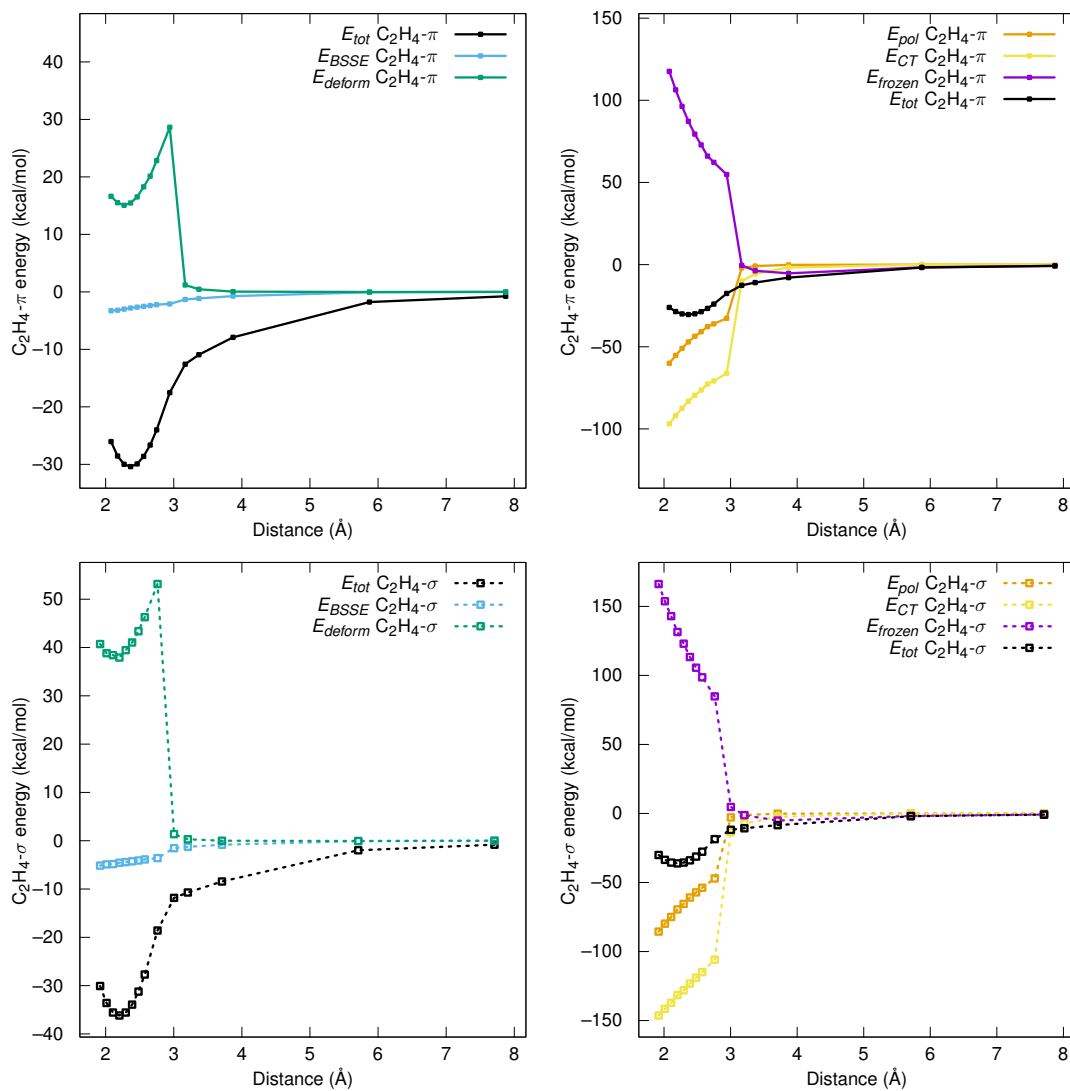 E_tot C₂H₄-π
E_BSSE C₂H₄-π
E_deform C₂H₄-π
C₂H₄-π energy (kcal/mol)
40
30
20
10
0
−10
−20
−30
2 3 4 5 6 7 8
Distance (Å)
E_pol C₂H₄-π
E_CT C₂H₄-π
E_frozen C₂H₄-π
E_tot C₂H₄-π
C₂H₄-π energy (kcal/mol)
150
100
50
0
−50
−100
2 3 4 5 6 7 8
Distance (Å)
E_tot C₂H₄-σ
E_BSSE C₂H₄-σ
E_deform C₂H₄-σ
C₂H₄-σ energy (kcal/mol)
50
40
30
20
10
0
−10
−20
−30
−40
2 3 4 5 6 7 8
Distance (Å)
E_pol C₂H₄-σ
E_CT C₂H₄-σ
E_frozen C₂H₄-σ
E_tot C₂H₄-σ
C₂H₄-σ energy (kcal/mol)
150
100
50
0
−50
−100
−150
2 3 4 5 6 7 8
Distance (Å)